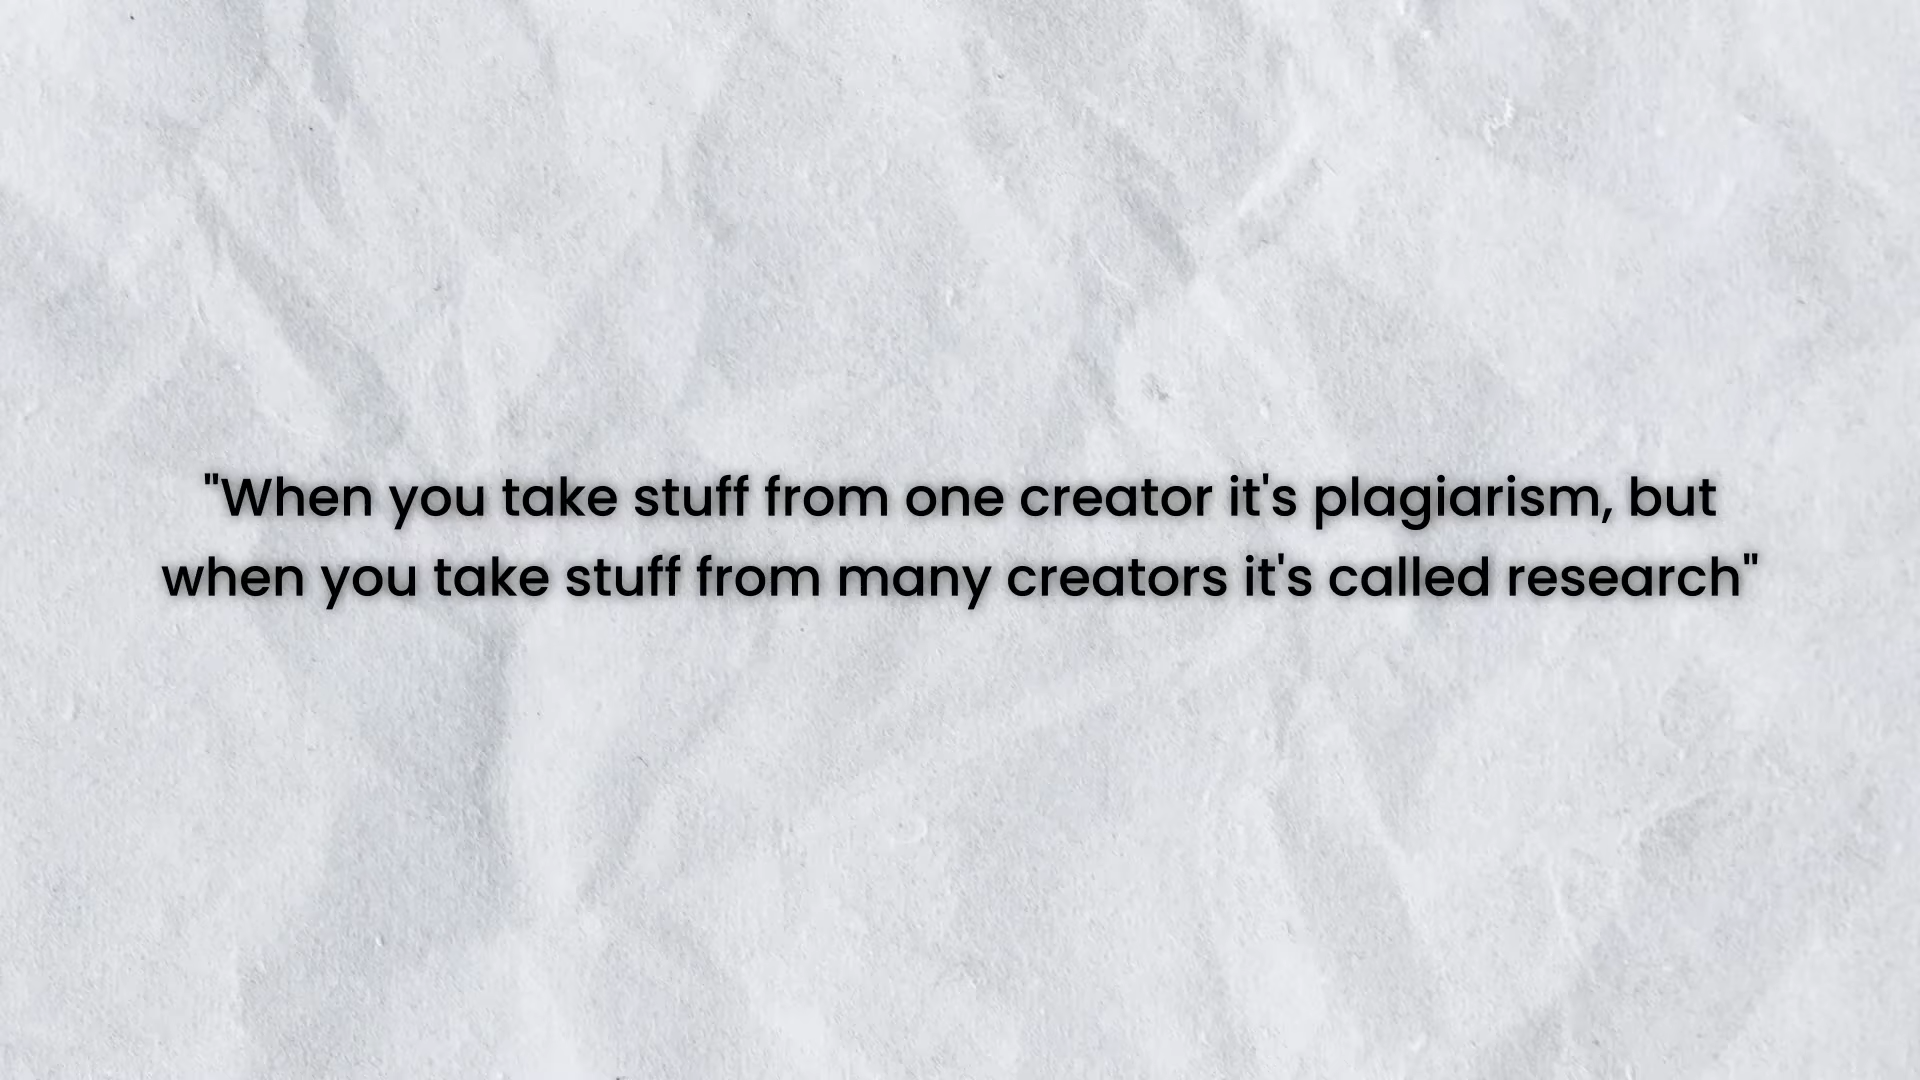 "When you take stuff from one creator it's plagiarism, but
when you take stuff from many creators it's called research"